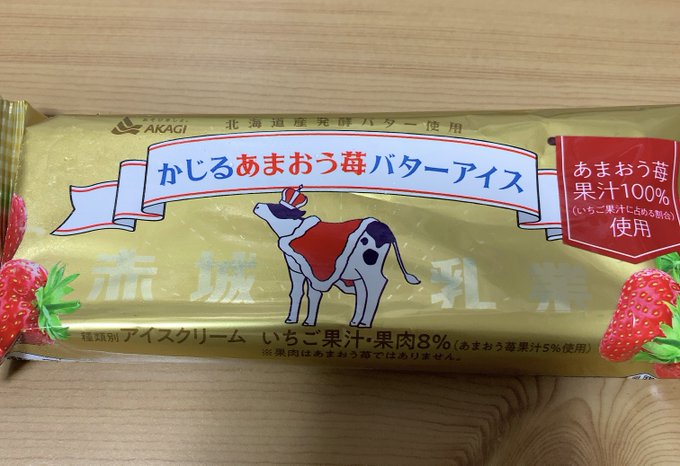 AKAGI
北海道産発酵バター使用
かじるあまおう苺バターアイス
あまおう苺
果汁100%
(いちご果汁に占める割合)
使用
赤城乳業
種類別 アイスクリーム いちご果汁・果肉8%(あまおう苺果汁5%使用)
※果肉はあまおう苺ではありません。